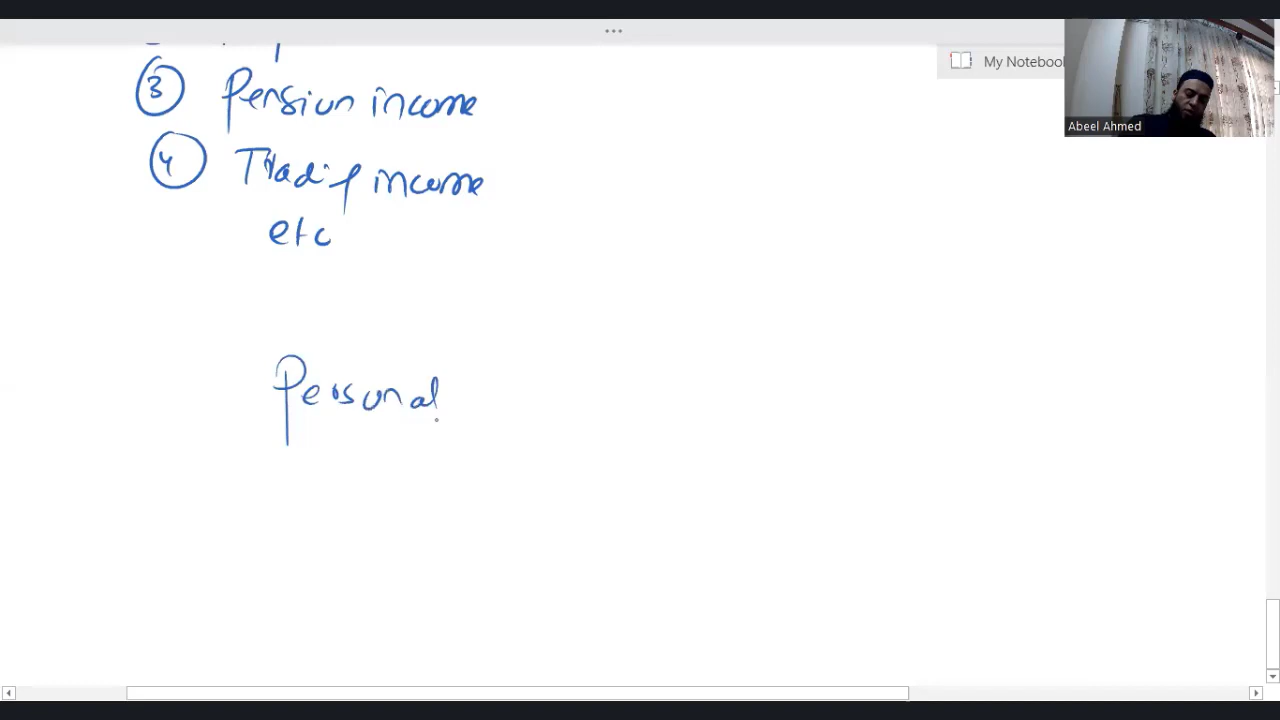 My Notebook
Abeel Ahmed
3 Pension income
4 Trading income
etc
Personal